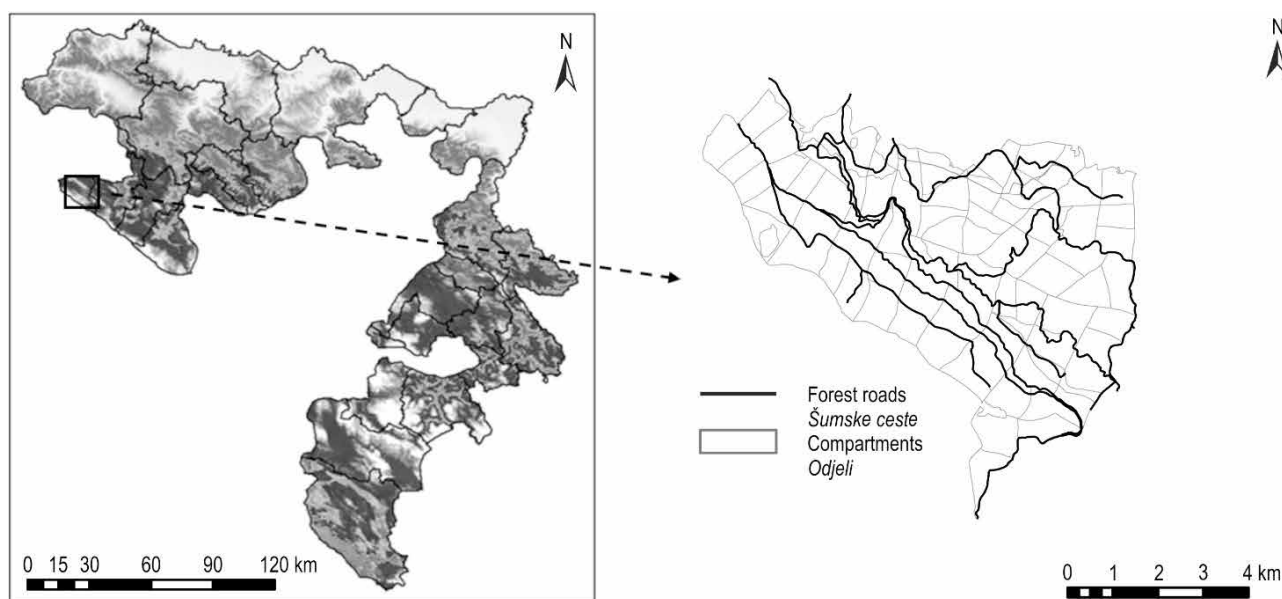 N
0 15 30 60 90 120 km
N
Forest roads
Šumske ceste
Compartments
Odjeli
0 1 2 3 4 km